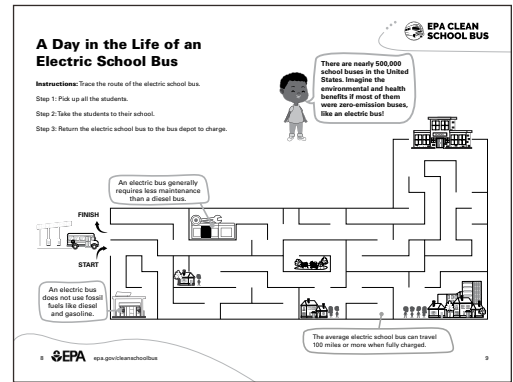 EPA CLEAN
SCHOOL BUS
A Day in the Life of an
Electric School Bus
Instructions: Trace the route of the electric school bus.
Step 1: Pick up all the students.
Step 2: Take the students to their school.
Step 3: Return the electric school bus to the bus depot to charge.
There are nearly 500,000
school buses in the United
States. Imagine the
environmental and health
benefits if most of them
were zero-emission buses,
like an electric bus!
An electric bus generally
requires less maintenance
than a diesel bus.
FINISH
START
An electric bus
does not use fossil
fuels like diesel
and gasoline.
The average electric school bus can travel
100 miles or more when fully charged.
8 EPA epa.gov/cleanschoolbus
9